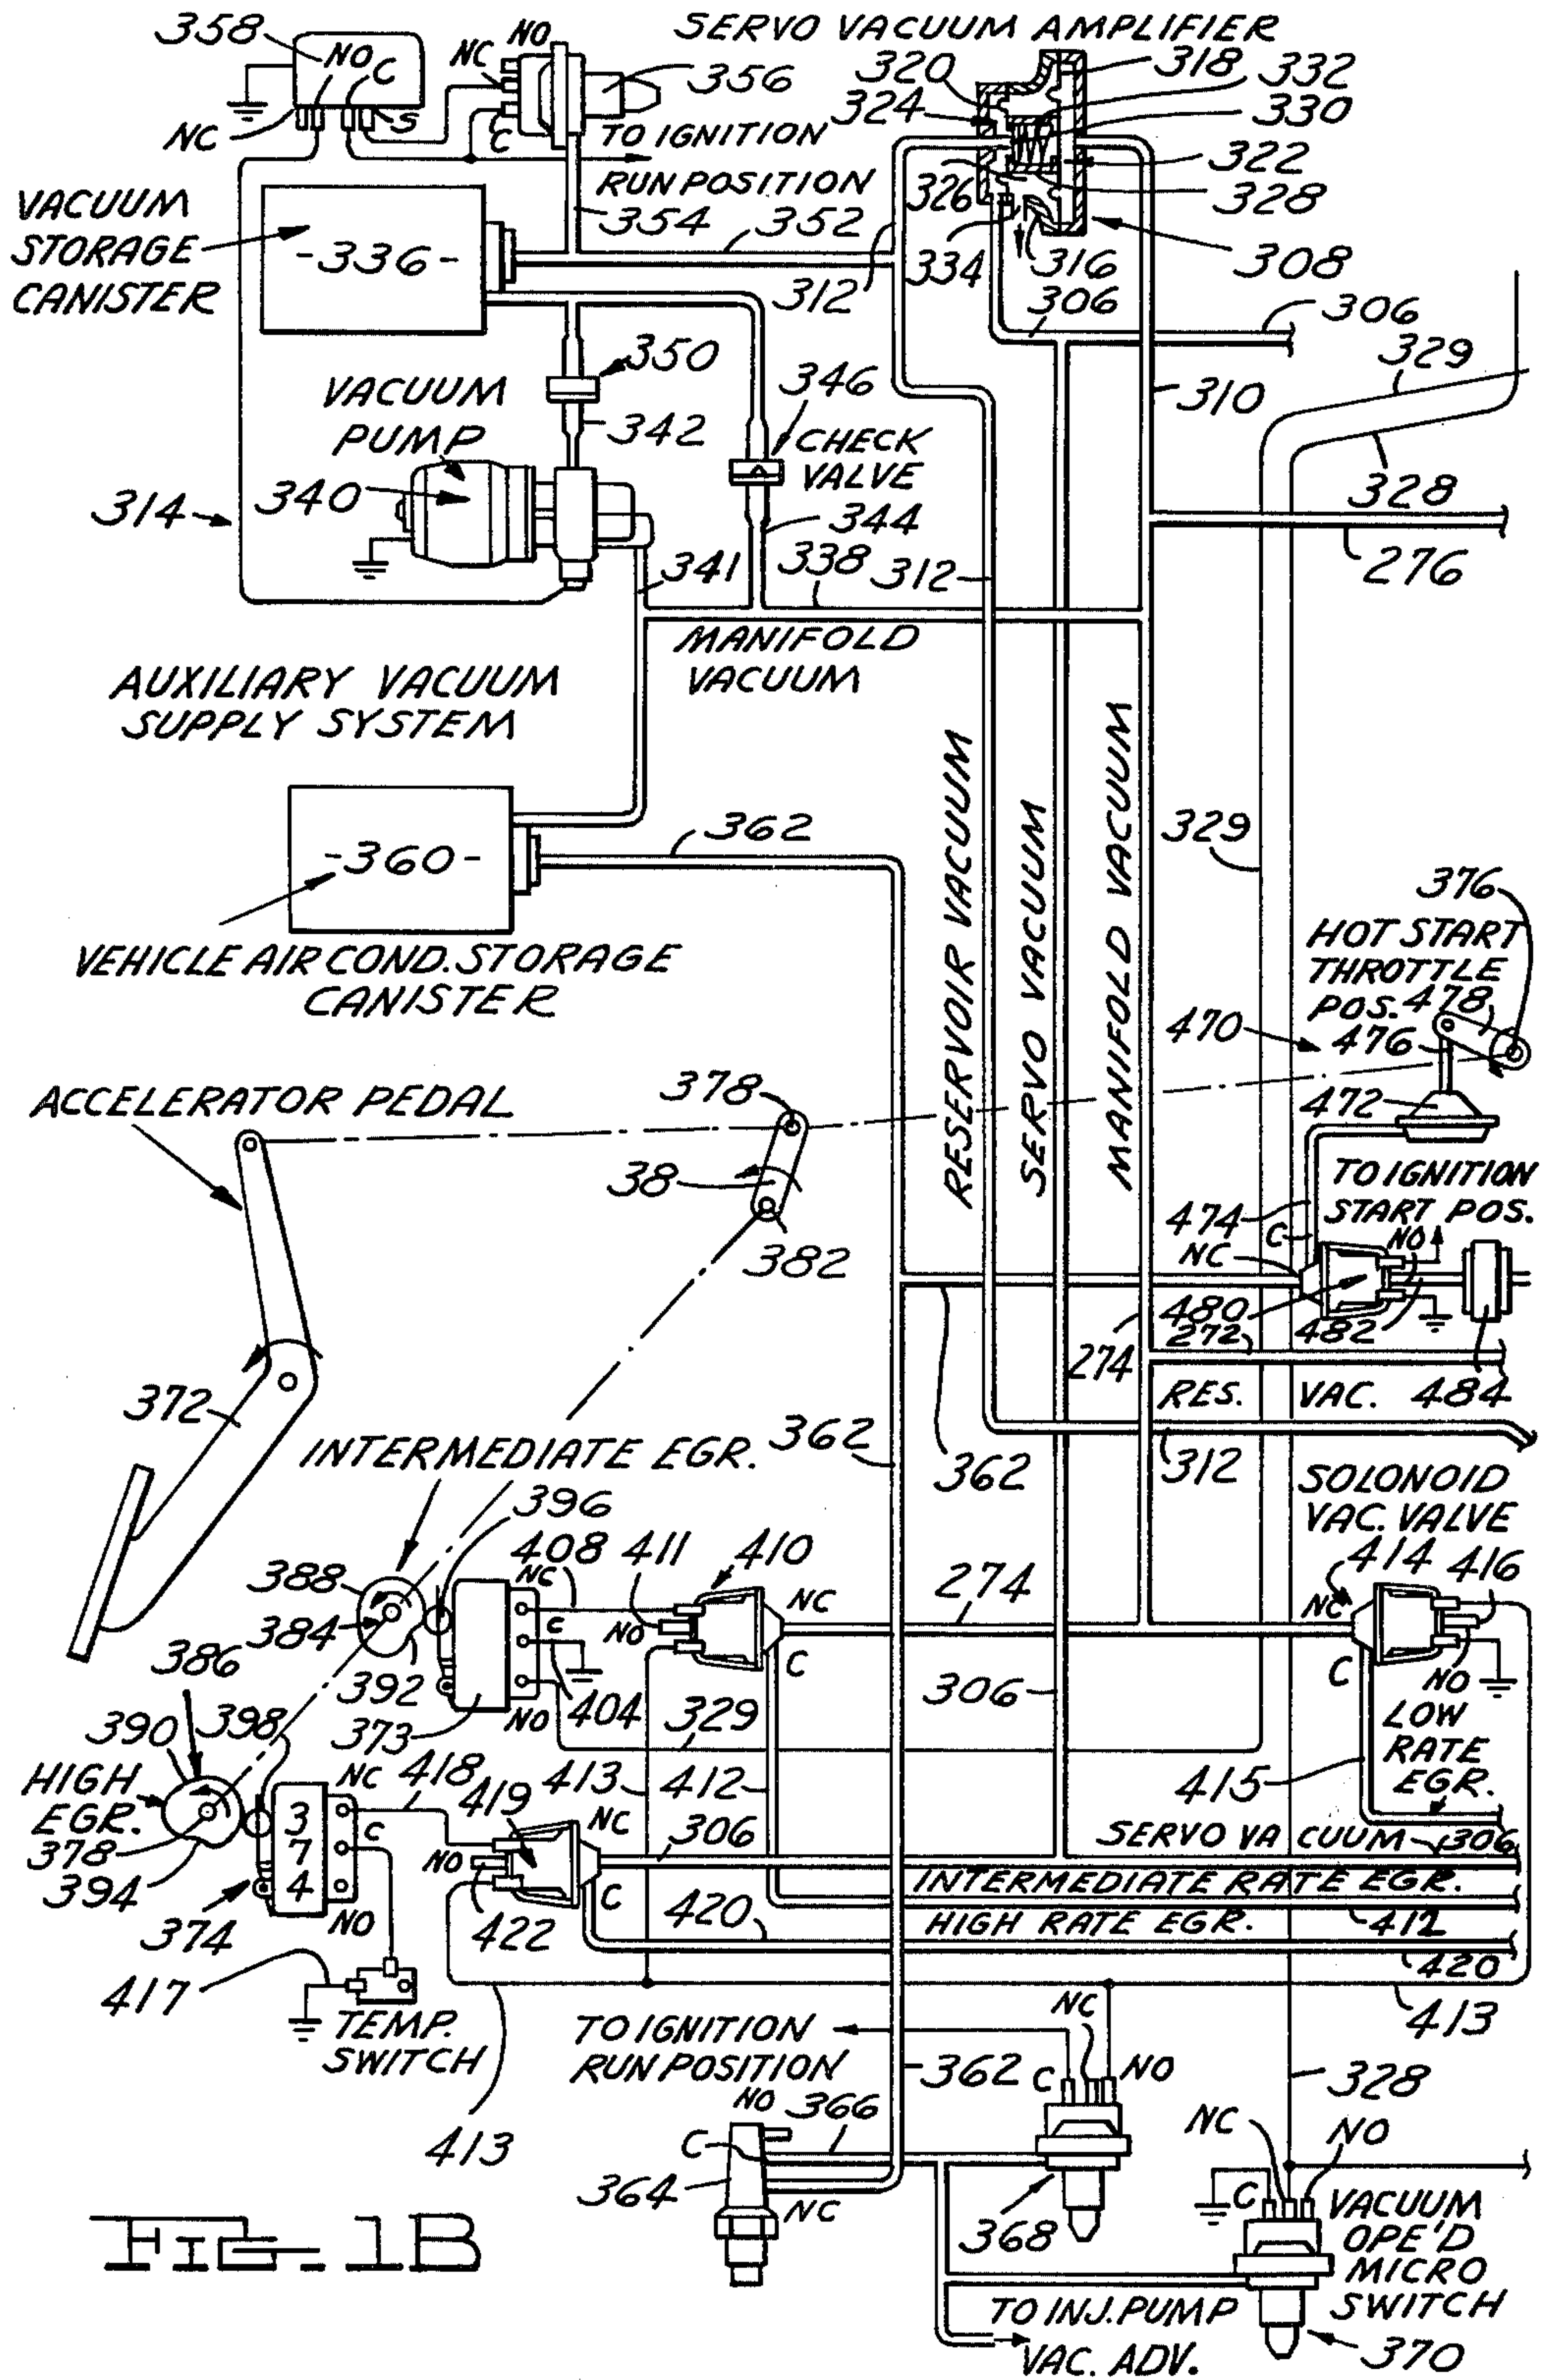 358
NO
NO C
NC
S
NC
C
356
TO IGNITION
RUN POSITION
SERVO VACUUM AMPLIFIER
320
318
332
324
330
322
326
328
334
316
308
312
306
306
VACUUM
STORAGE
CANISTER
-336-
354
352
350
329
VACUUM
PUMP
342
346
CHECK
VALVE
310
328
314
340
344
276
341
338
312
MANIFOLD
VACUUM
AUXILIARY VACUUM
SUPPLY SYSTEM
RESERVOIR VACUUM
SERVO VACUUM
MANIFOLD VACUUM
362
329
-360-
376
VEHICLE AIR COND. STORAGE
CANISTER
HOT START
THROTTLE
POS.
478
470
476
ACCELERATOR PEDAL
378
472
38
TO IGNITION
START POS.
474
C
NO
NC
382
480
272
482
274
372
RES. VAC.
484
INTERMEDIATE EGR.
362
362
312
SOLONOID
VAC. VALVE
396
408
411
410
414
416
NC
388
NC
274
NC
384
NO
C
C
C
NO
386
392
306
398
373
NO
404
329
LOW
RATE
EGR.
390
HIGH
EGR.
NC
418
419
413
412
415
3
7
4
C
NC
306
SERVO VA CUUM
306
378
NO
394
C
INTERMEDIATE RATE EGR.
NO
422
420
HIGH RATE EGR.
412
374
420
417
TEMP.
SWITCH
NC
413
TO IGNITION
RUN POSITION
362
C
NO
328
NO
366
NC
NO
413
C
364
NC
C
368
VACUUM
OPE'D
MICRO
SWITCH
FIG_1B
TO INJ. PUMP
VAC. ADV.
370